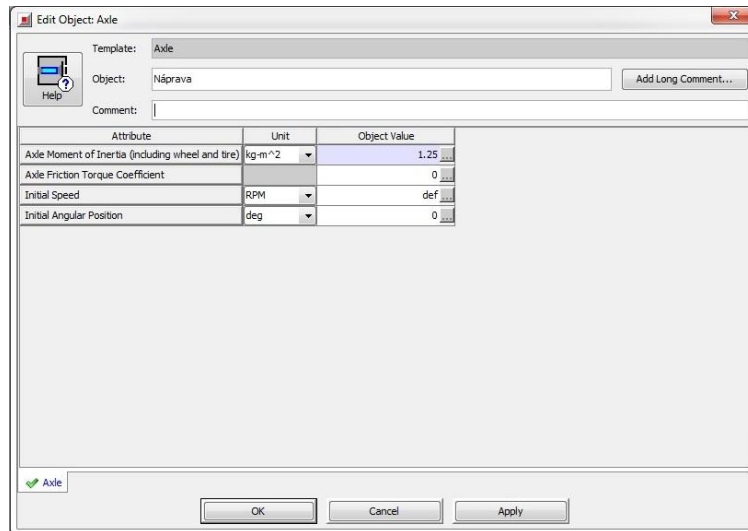 Edit Object: Axle
X
Template: Axle
Help
?
Object: Náprava
Add Long Comment...
Comment:
Attribute Unit Object Value
Axle Moment of Inertia (including wheel and tire) kg-m^2 1.25 ...
Axle Friction Torque Coefficient 0 ...
Initial Speed RPM def ...
Initial Angular Position deg 0 ...
Axle
OK Cancel Apply